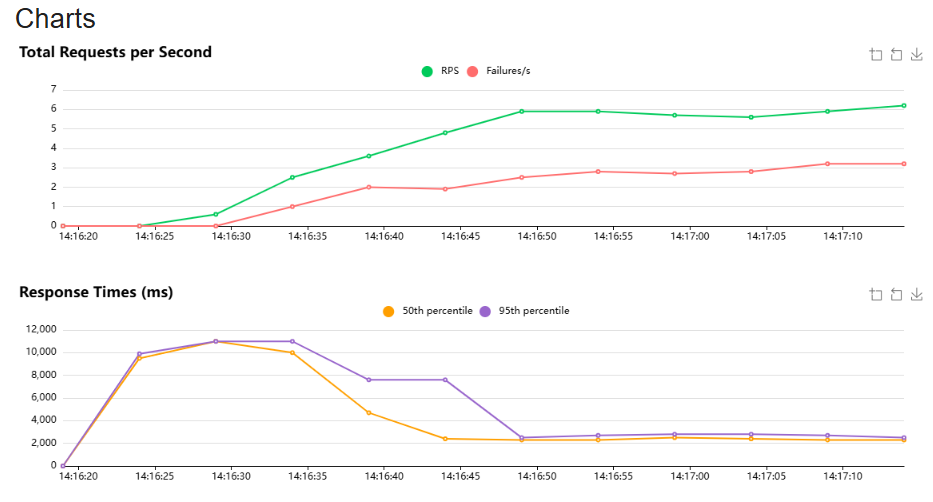 Charts
Total Requests per Second
RPS Failures/s
7
6
5
4
3
2
1
0
14:16:20 14:16:25 14:16:30 14:16:35 14:16:40 14:16:45 14:16:50 14:16:55 14:17:00 14:17:05 14:17:10
Response Times (ms)
50th percentile 95th percentile
12,000
10,000
8,000
6,000
4,000
2,000
0
14:16:20 14:16:25 14:16:30 14:16:35 14:16:40 14:16:45 14:16:50 14:16:55 14:17:00 14:17:05 14:17:10